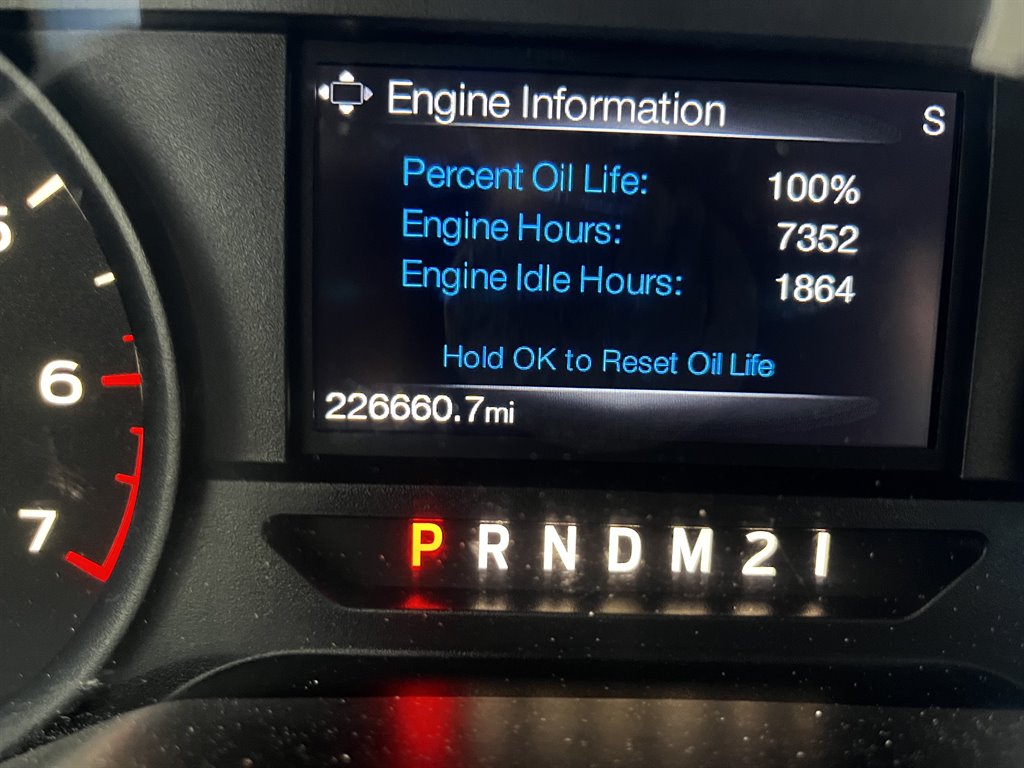 Engine Information S
Percent Oil Life: 100%
Engine Hours: 7352
Engine Idle Hours: 1864
Hold OK to Reset Oil Life
226660.7mi
5
6
7
P R N D M 2 1